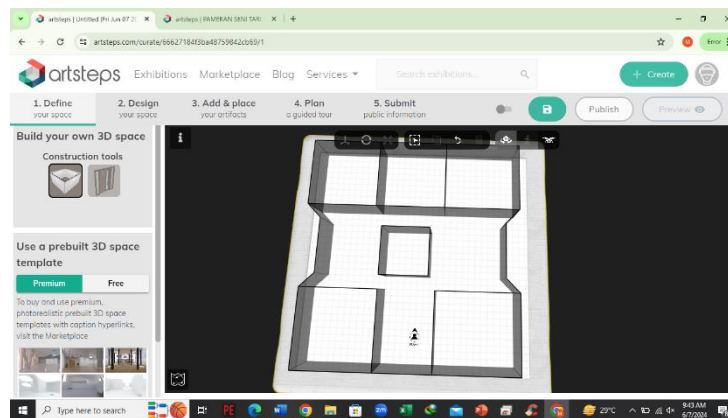 artsteps | Untitled (Fri Jun 07 2
artsteps | PAMERAN SENI TARI
artsteps.com/curate/66627184f3ba48759842cb69/1
Error
artsteps
Exhibitions Marketplace Blog Services
Search exhibitions...
+ Create
1. Define
your space
2. Design
your space
3. Add & place
your artifacts
4. Plan
a guided tour
5. Submit
public information
Publish
Preview
Build your own 3D space
Construction tools
Use a prebuilt 3D space
template
Premium
Free
To buy and use premium,
photorealistic prebuilt 3D space
templates with caption hyperlinks,
visit the Marketplace
Type here to search
29°C
9:43 AM
6/7/2024